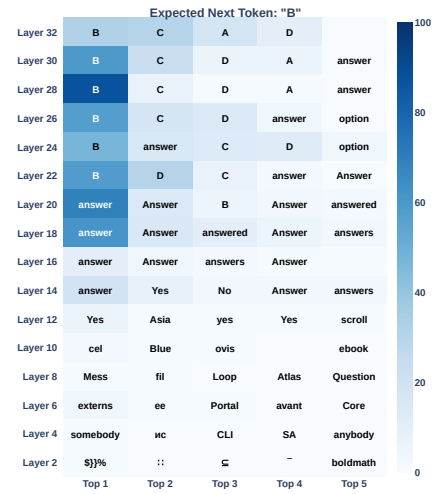 Expected Next Token: "B"
Layer 32 B C A D
Layer 30 B C D A answer
Layer 28 B C D A answer
Layer 26 B C D answer option
Layer 24 B answer C D option
Layer 22 B D C answer Answer
Layer 20 answer Answer B Answer answered
Layer 18 answer Answer answered Answer answers
Layer 16 answer Answer answers Answer
Layer 14 answer Yes No Answer answers
Layer 12 Yes Asia yes Yes scroll
Layer 10 cel Blue ovis ebook
Layer 8 Mess fil Loop Atlas Question
Layer 6 externs ee Portal avant Core
Layer 4 somebody ис CLI SA anybody
Layer 2 $}}% ∷ ⊆ ‾ boldmath
Top 1 Top 2 Top 3 Top 4 Top 5
100
80
60
40
20
0